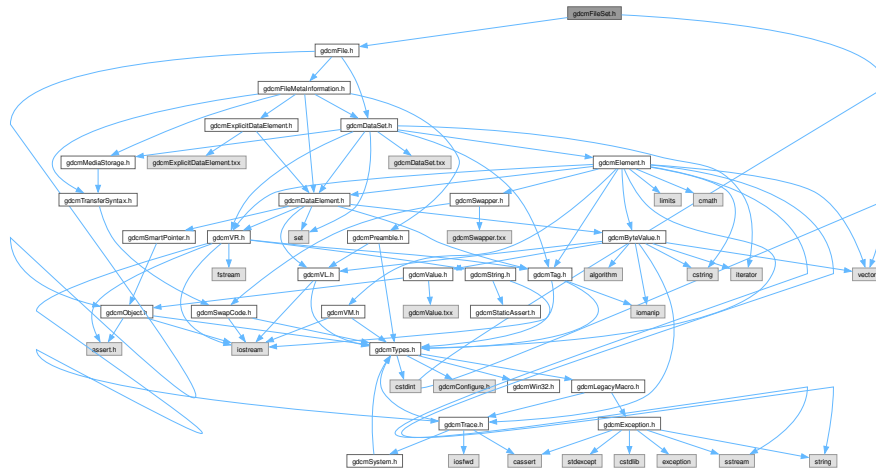 gdcmFileSet.h
gdcmFile.h
gdcmFileMetaInformation.h
gdcmExplicitDataElement.h
gdcmDataSet.h
gdcmMediaStorage.h
gdcmExplicitDataElement.txx
gdcmDataSet.txx
gdcmElement.h
gdcmTransferSyntax.h
gdcmDataElement.h
gdcmSwapper.h
limits
cmath
gdcmSmartPointer.h
gdcmVR.h
set
gdcmPreamble.h
gdcmSwapper.txx
gdcmByteValue.h
fstream
gdcmVL.h
gdcmValue.h
gdcmString.h
gdcmTag.h
algorithm
cstring
iterator
vector
gdcmObject.h
gdcmSwapCode.h
gdcmVM.h
gdcmValue.txx
gdcmStaticAssert.h
iomanip
assert.h
iostream
gdcmTypes.h
cstdint
gdcmConfigure.h
gdcmWin32.h
gdcmLegacyMacro.h
gdcmTrace.h
gdcmException.h
gdcmSystem.h
iosfwd
cassert
stdexcept
cstdlib
exception
sstream
string